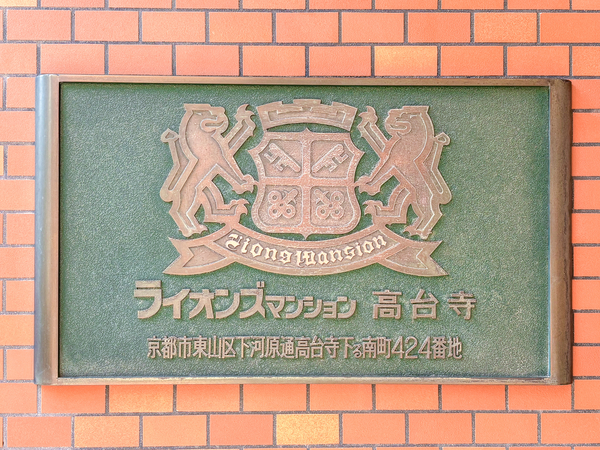 Lions Mansion
ライオンズマンション 高台寺
京都市東山区下河原通高台寺下る南町424番地